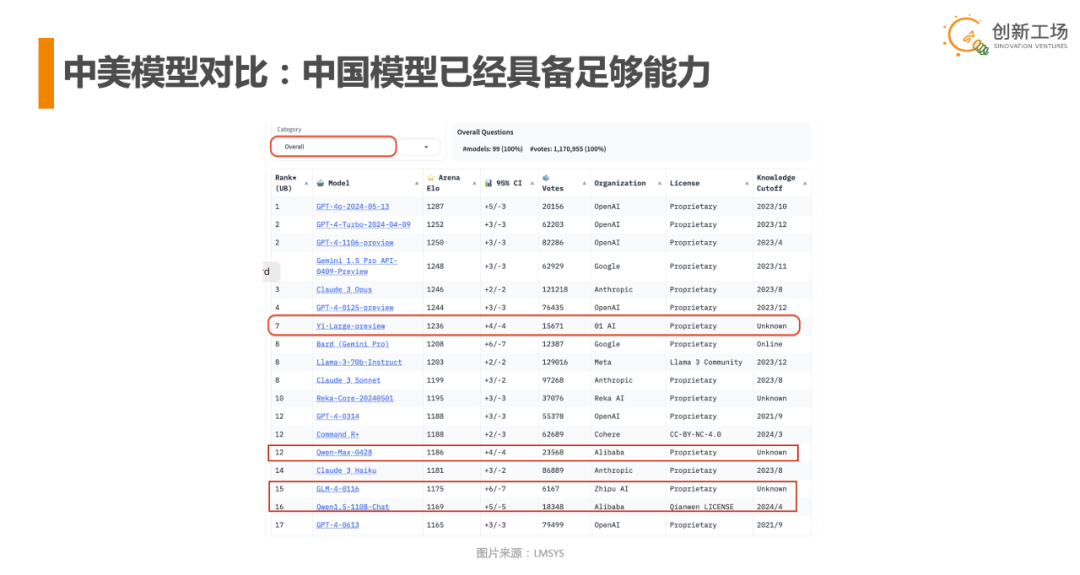 创新工场
SINOVATION VENTURES
中美模型对比：中国模型已经具备足够能力
Category
Overall
Overall Questions
#models: 99 (100%) #votes: 1,170,955 (100%)
Rank* (UB) Model Arena Elo 95% CI Votes Organization License Knowledge Cutoff
1 GPT-4o-2024-05-13 1287 +5/-3 20156 OpenAI Proprietary 2023/10
2 GPT-4-Turbo-2024-04-09 1252 +3/-3 62203 OpenAI Proprietary 2023/12
2 GPT-4-1106-preview 1250 +3/-3 82286 OpenAI Proprietary 2023/4
rd Gemini 1.5 Pro API-0409-Preview 1248 +3/-3 62929 Google Proprietary 2023/11
3 Claude 3 Opus 1246 +2/-2 121218 Anthropic Proprietary 2023/8
4 GPT-4-0125-preview 1244 +3/-3 76435 OpenAI Proprietary 2023/12
7 Yi-Large-preview 1236 +4/-4 15671 01 AI Proprietary Unknown
8 Bard (Gemini Pro) 1208 +6/-7 12387 Google Proprietary Online
8 Llama-3-70b-Instruct 1203 +2/-2 129016 Meta Llama 3 Community 2023/12
8 Claude 3 Sonnet 1199 +3/-2 97268 Anthropic Proprietary 2023/8
10 Reka-Core-20240501 1195 +3/-3 37076 Reka AI Proprietary Unknown
12 GPT-4-0314 1188 +3/-3 55378 OpenAI Proprietary 2021/9
12 Command R+ 1188 +2/-3 62689 Cohere CC-BY-NC-4.0 2024/3
12 Qwen-Max-0428 1186 +4/-4 23568 Alibaba Proprietary Unknown
14 Claude 3 Haiku 1181 +3/-2 86889 Anthropic Proprietary 2023/8
15 GLM-4-0116 1175 +6/-7 6167 Zhipu AI Proprietary Unknown
16 Qwen1.5-110B-Chat 1169 +5/-5 18348 Alibaba Qianwen LICENSE 2024/4
17 GPT-4-0613 1165 +3/-3 79499 OpenAI Proprietary 2021/9
图片来源：LMSYS